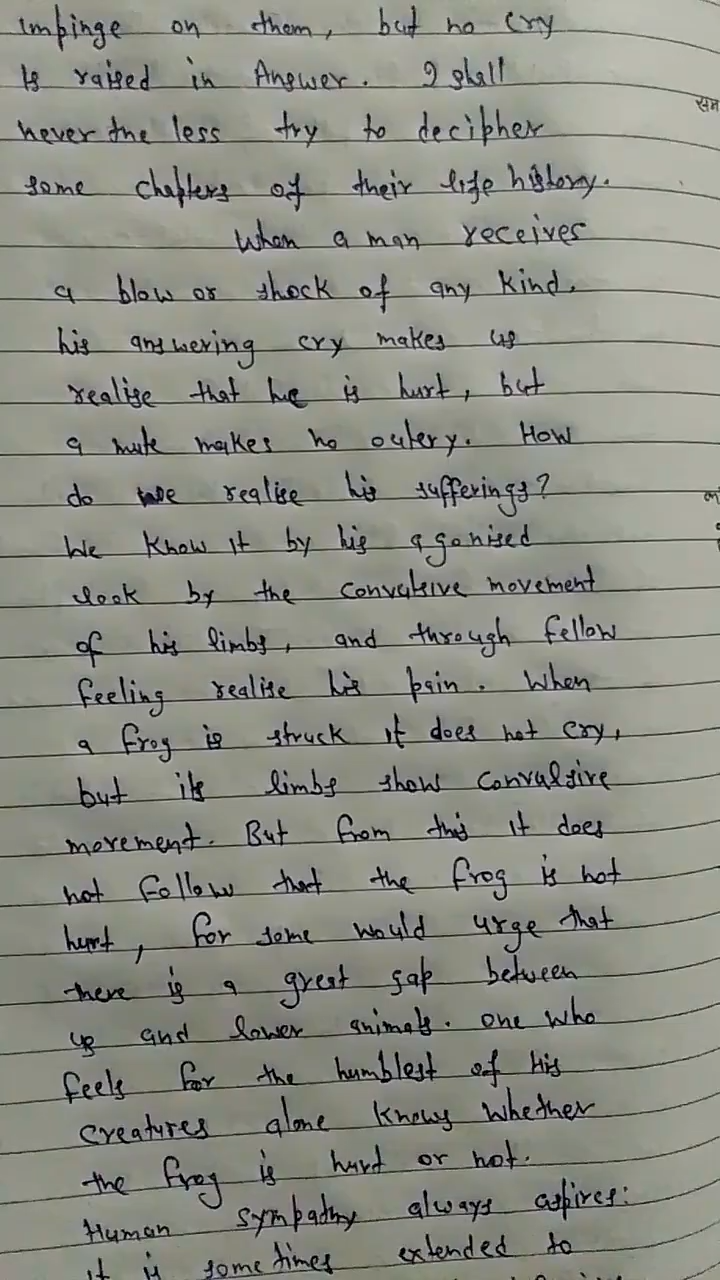 impinge on them, but no cry
Is raised in Answer. I shall
never the less try to decipher
some chapters of their life history.
When a man receives
a blow or shock of any kind.
his answering cry makes us
realise that he is hurt, but
a mute makes no outcry. How
do we realise his sufferings?
We know it by his agonised
look by the convulsive movement
of his limbs, and through fellow
feeling realise his pain. When
a frog is struck it does not cry,
but its limbs show convulsive
movement. But from this it does
not follow that the frog is not
hurt, for some would urge that
there is a great gap between
us and lower animals. One who
feels for the humblest of His
creatures alone knows whether
the frog is hurt or not.
Human sympathy always aspires:
it is sometimes extended to